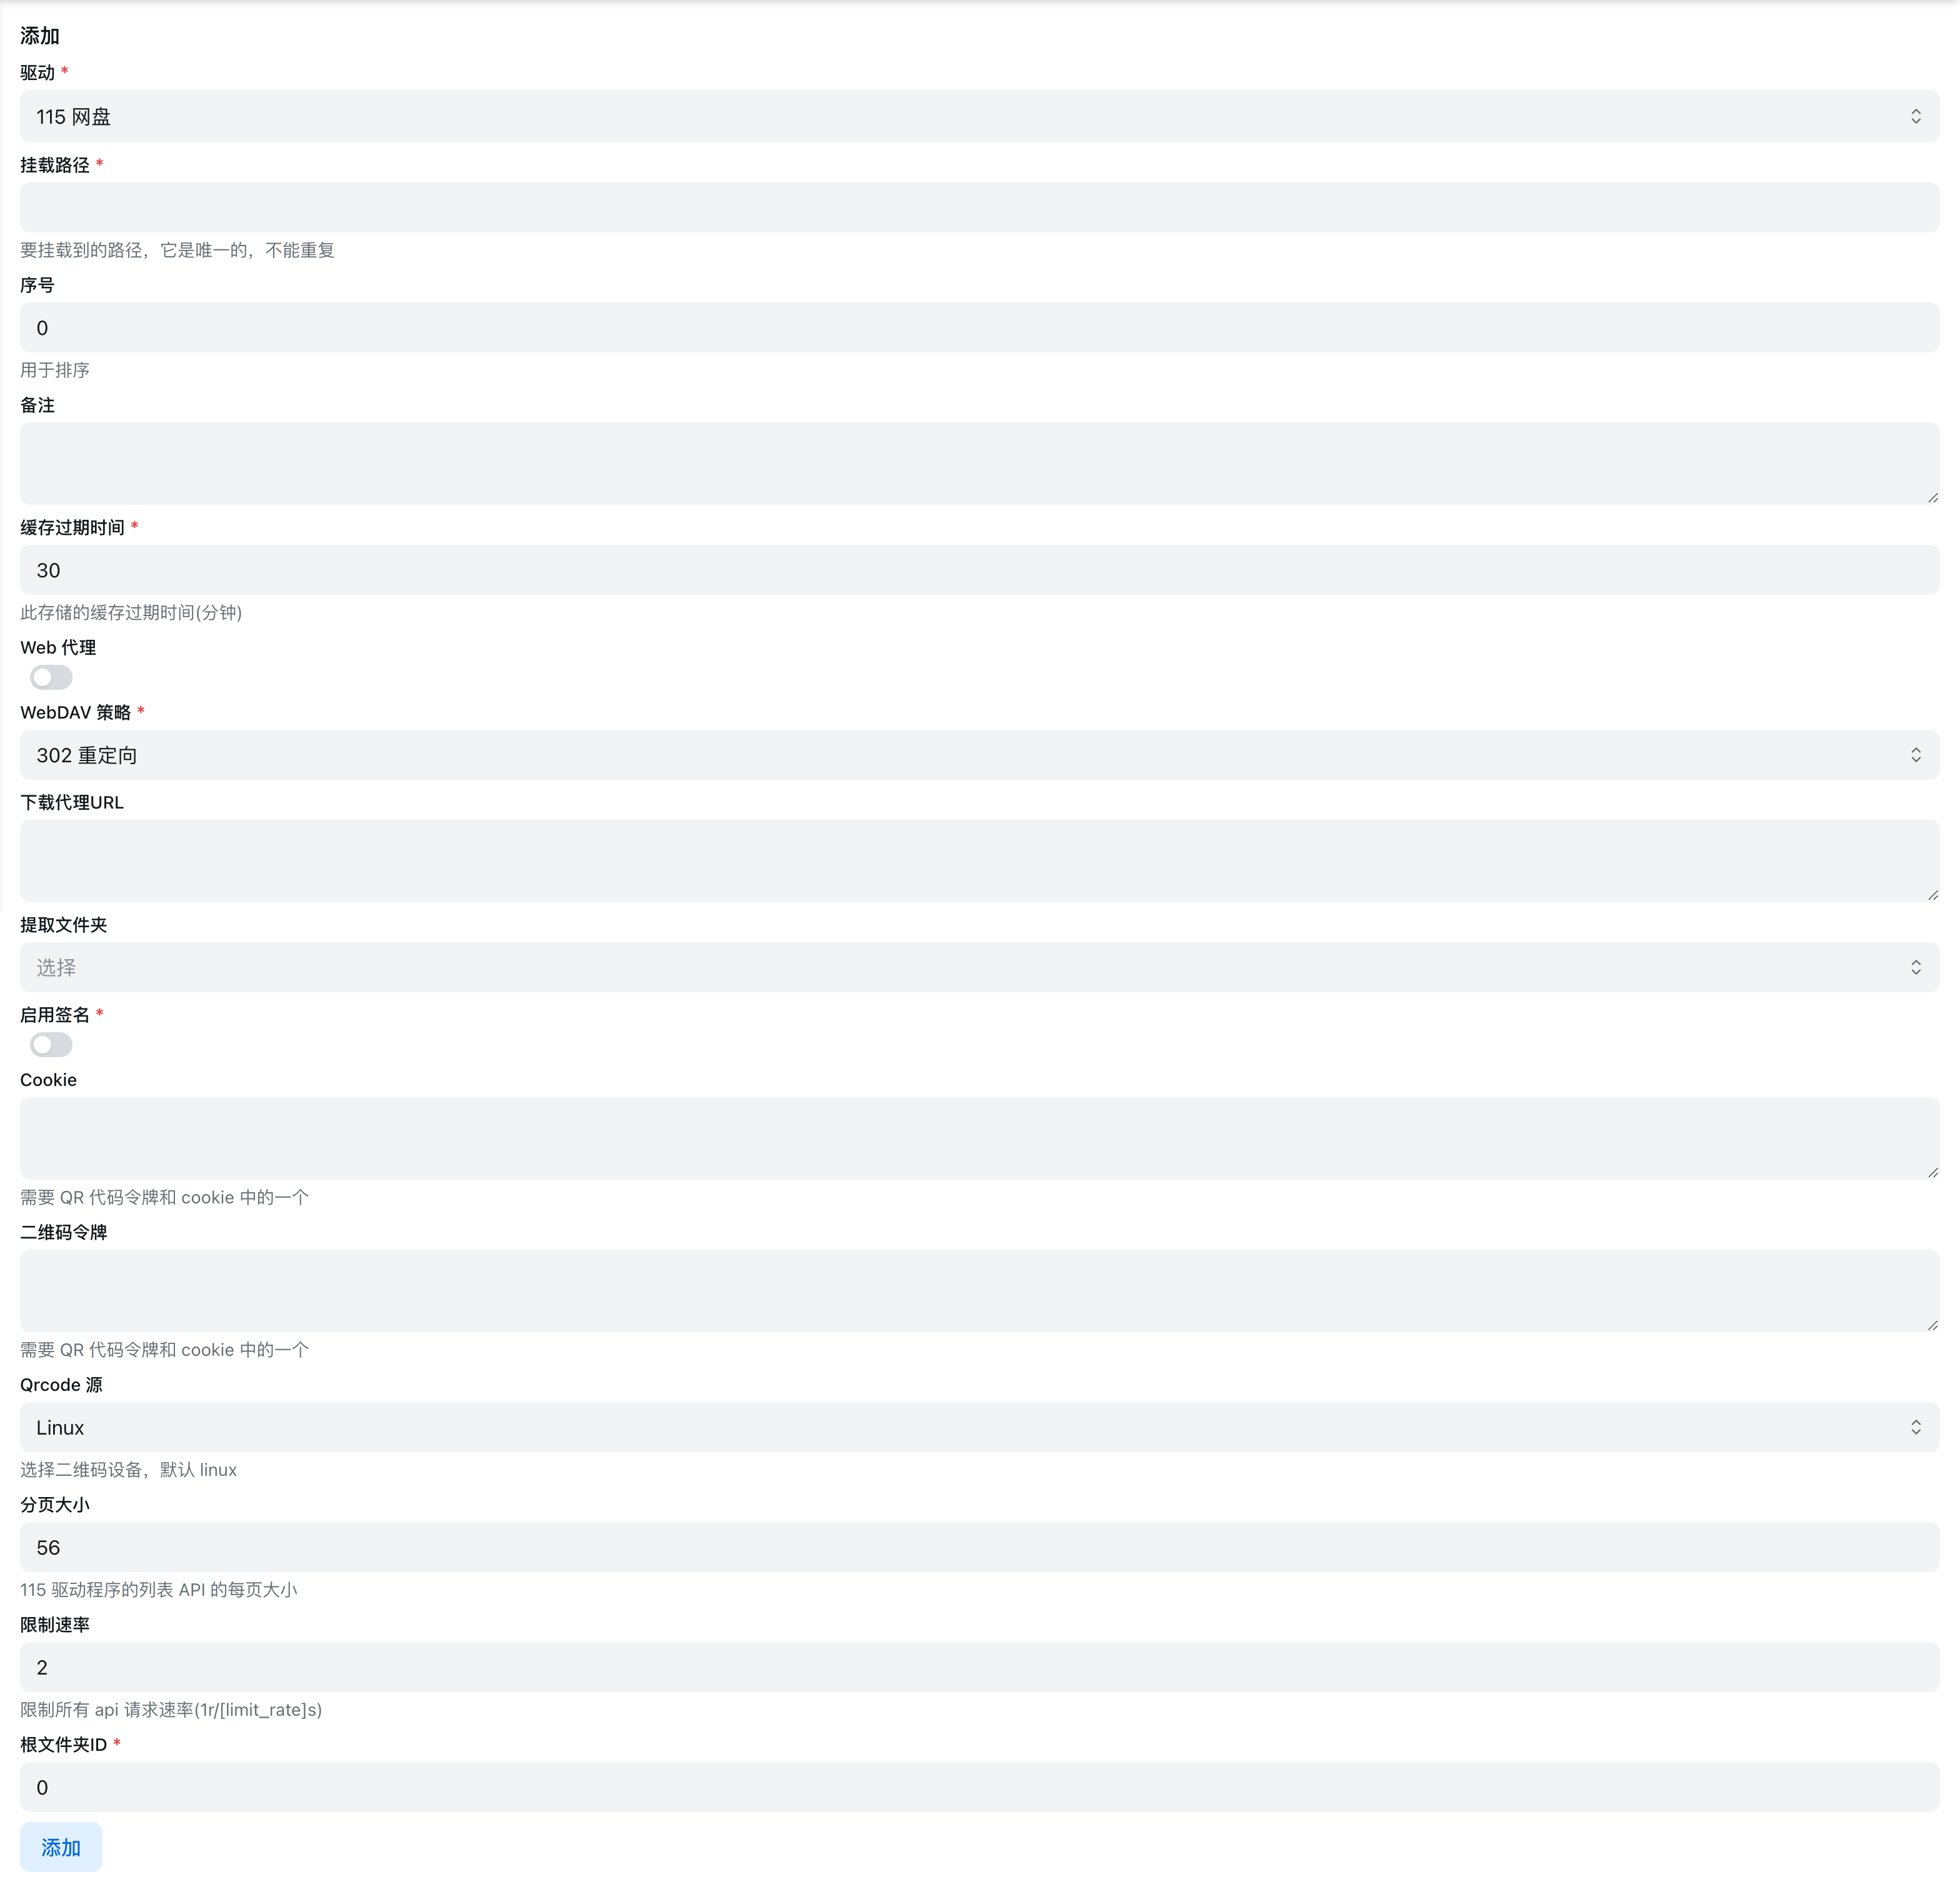 添加
驱动 *
115 网盘
挂载路径 *
要挂载到的路径，它是唯一的，不能重复
序号
0
用于排序
备注
缓存过期时间 *
30
此存储的缓存过期时间(分钟)
Web 代理
WebDAV 策略 *
302 重定向
下载代理URL
提取文件夹
选择
启用签名 *
Cookie
需要 QR 代码令牌和 cookie 中的一个
二维码令牌
需要 QR 代码令牌和 cookie 中的一个
Qrcode 源
Linux
选择二维码设备，默认 linux
分页大小
56
115 驱动程序的列表 API 的每页大小
限制速率
2
限制所有 api 请求速率(1r/[limit_rate]s)
根文件夹ID *
0
添加